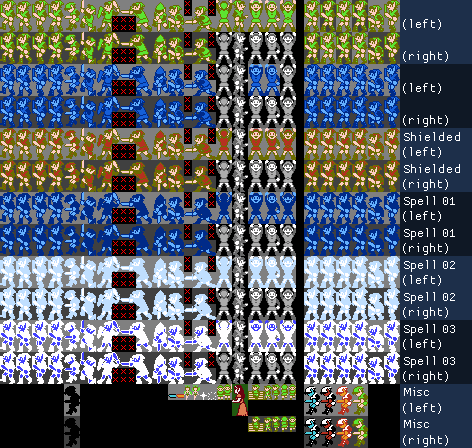 (left)
(right)
(left)
(right)
Shielded
(left)
Shielded
(right)
Spell 01
(left)
Spell 01
(right)
Spell 02
(left)
Spell 02
(right)
Spell 03
(left)
Spell 03
(right)
Misc
(left)
Misc
(right)